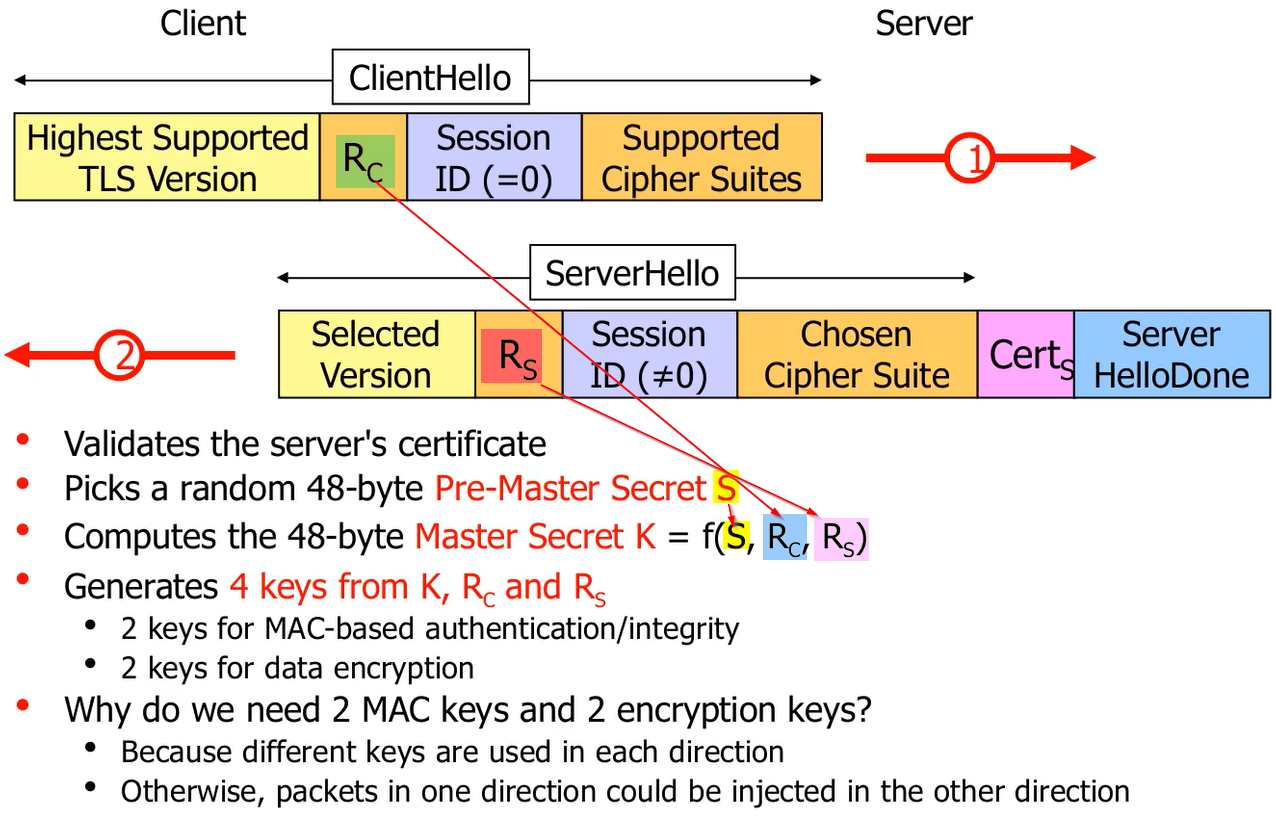 Client
Server
ClientHello
Highest Supported
TLS Version
R_C
Session
ID (=0)
Supported
Cipher Suites
1
ServerHello
2
Selected
Version
R_S
Session
ID (≠0)
Chosen
Cipher Suite
Cert_S
Server
HelloDone
• Validates the server's certificate
• Picks a random 48-byte Pre-Master Secret S
• Computes the 48-byte Master Secret K = f(S, R_C, R_S)
• Generates 4 keys from K, R_C and R_S
• 2 keys for MAC-based authentication/integrity
• 2 keys for data encryption
• Why do we need 2 MAC keys and 2 encryption keys?
• Because different keys are used in each direction
• Otherwise, packets in one direction could be injected in the other direction